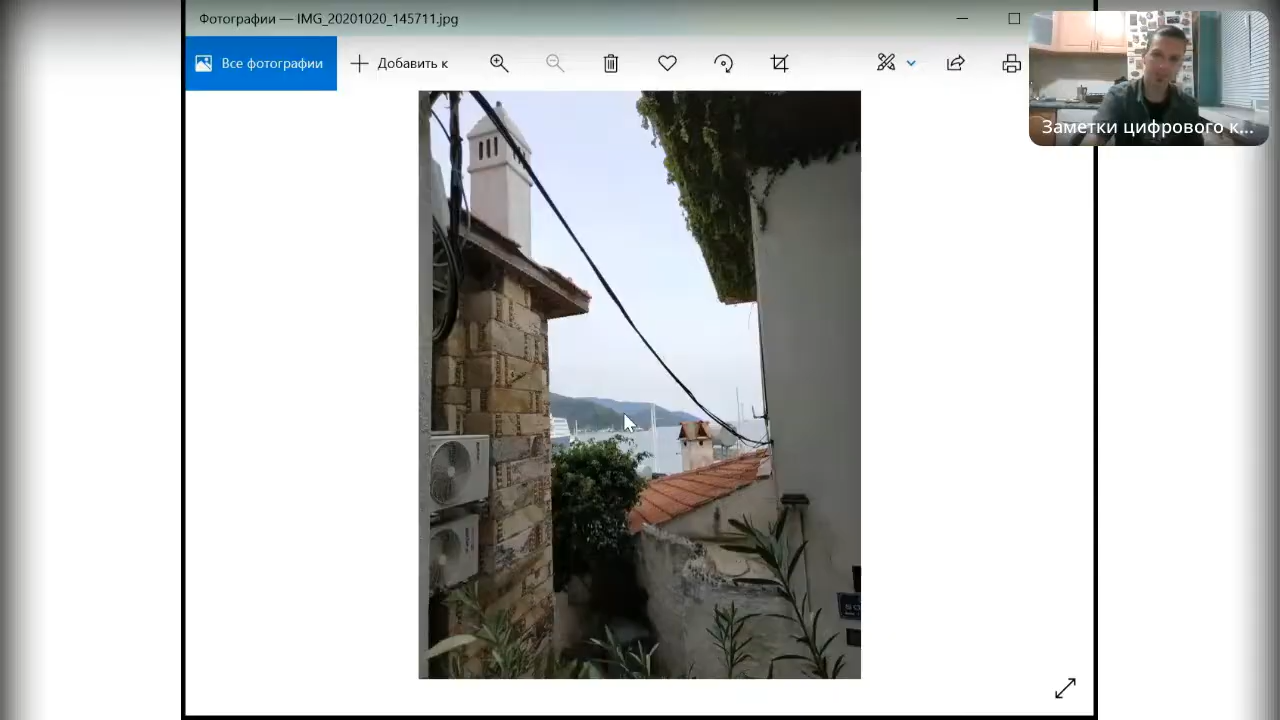 Фотографии — IMG_20201020_145711.jpg
Все фотографии
Добавить к
Заметки цифрового к...